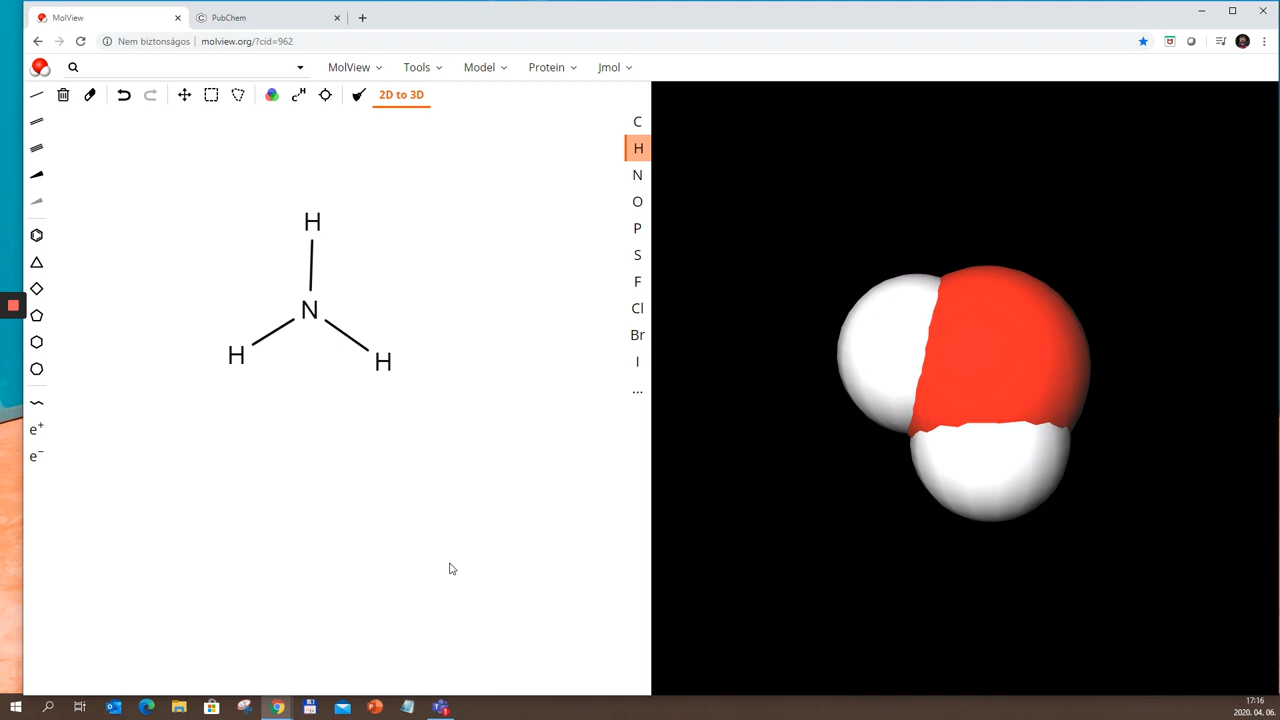 MolView
PubChem
Nem biztonságos
molview.org/?cid=962
MolView
Tools
Model
Protein
Jmol
C H
2D to 3D
C
H
N
O
P
S
F
Cl
Br
I
...
e+
e−
H
N
H
H
17:16
2020. 04. 06.